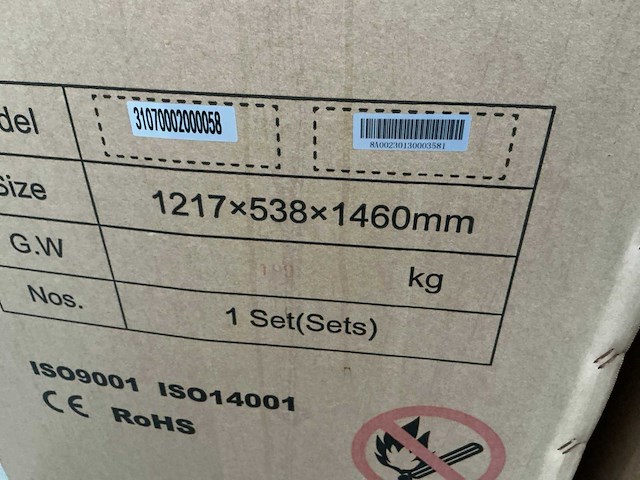 del 31070002000058
8A00230130003581
Size 1217×538×1460mm
G.W kg
Nos. 1 Set(Sets)
ISO9001 ISO14001
CE RoHS